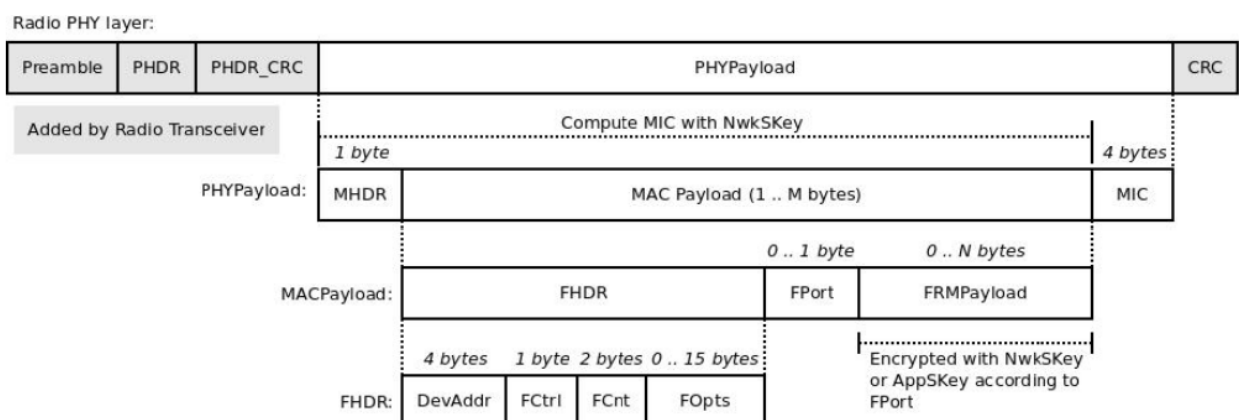 Radio PHY layer:
Preamble PHDR PHDR_CRC PHYPayload CRC
Added by Radio Transceiver
Compute MIC with NwkSKey
1 byte 4 bytes
PHYPayload: MHDR MAC Payload (1 .. M bytes) MIC
0 .. 1 byte 0 .. N bytes
MACPayload: FHDR FPort FRMPayload
4 bytes 1 byte 2 bytes 0 .. 15 bytes
FHDR: DevAddr FCtrl FCnt FOpts
Encrypted with NwkSKey
or AppSKey according to
FPort